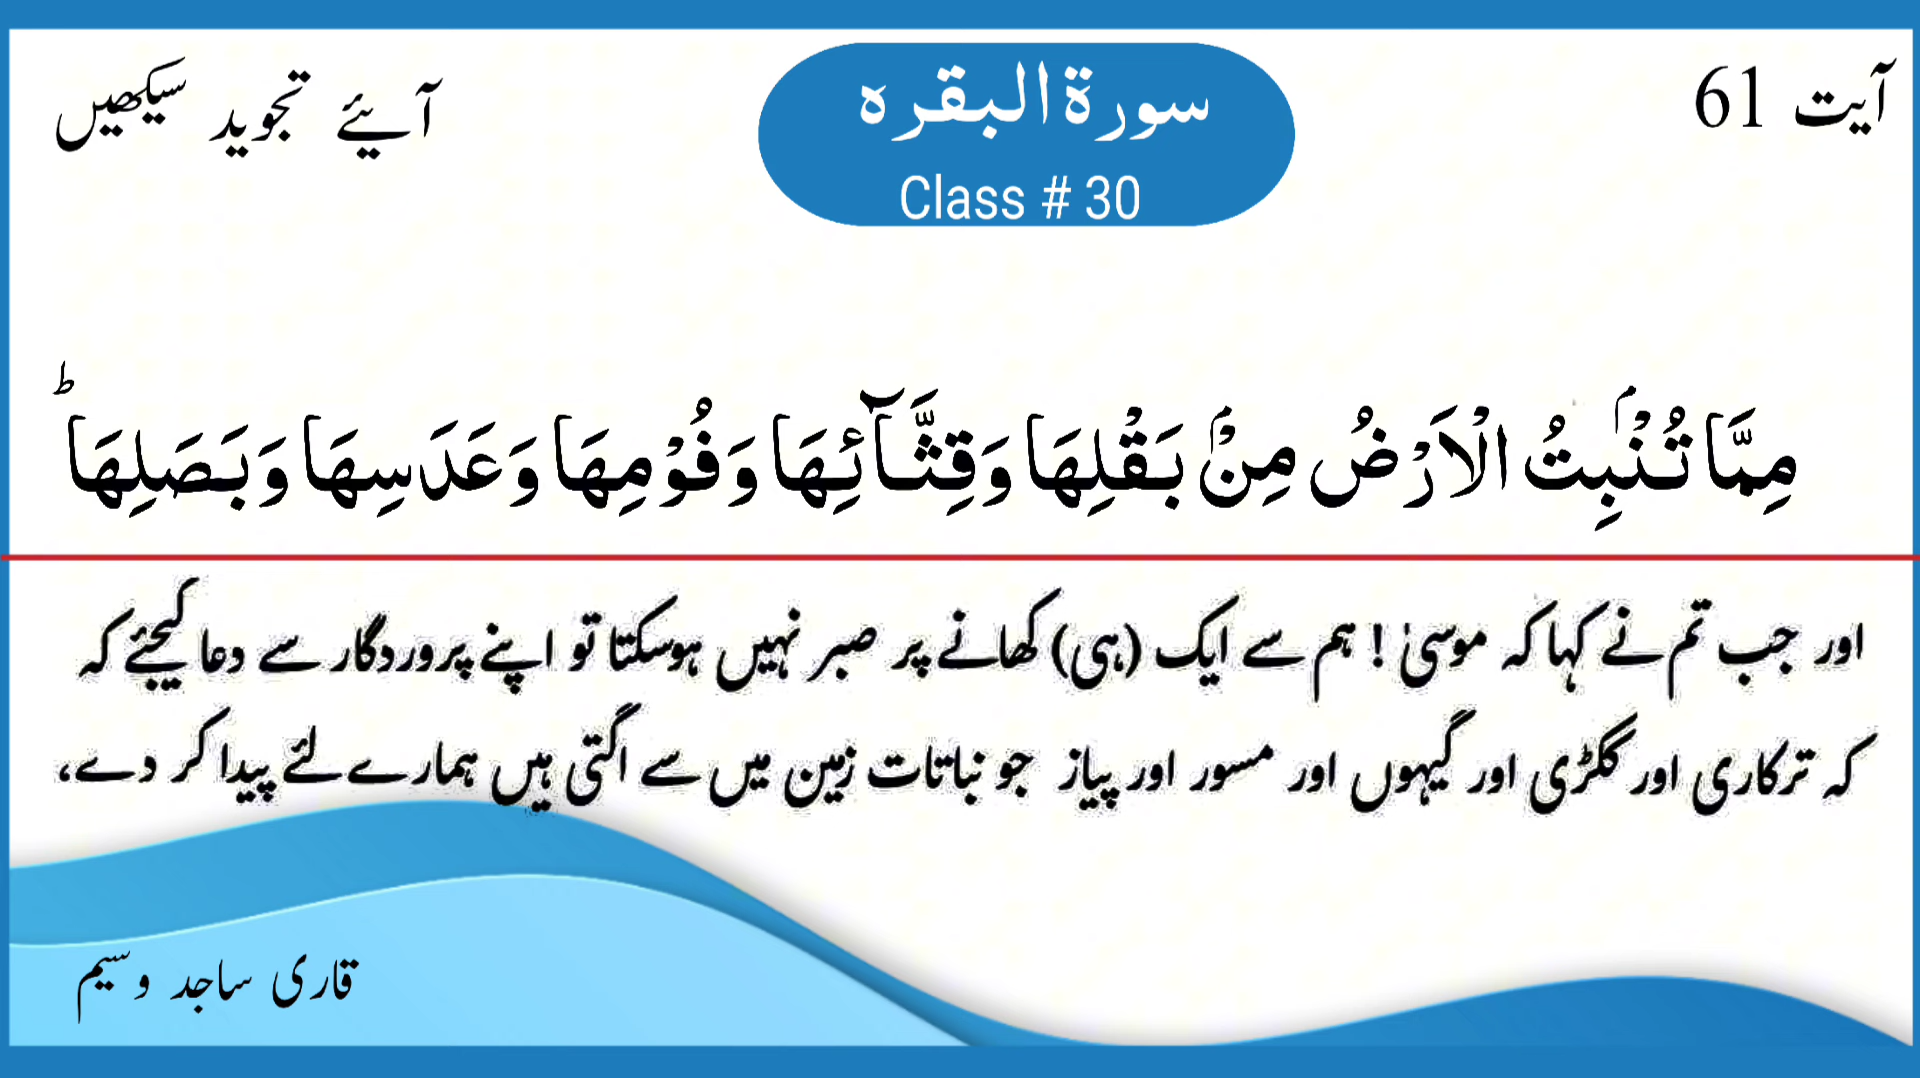 آیت 61
سورۃ البقرہ
Class # 30
آیئے تجوید سیکھیں
مِمَّا تُنْۢبِتُ الْاَرْضُ مِنْۢ بَقْلِهَا وَقِثَّآئِهَا وَفُوْمِهَا وَعَدَسِهَا وَبَصَلِهَا ؕ
اور جب تم نے کہا کہ موسیٰ ! ہم سے ایک (ہی) کھانے پر صبر نہیں ہوسکتا تو اپنے پروردگار سے دعا کیجئے کہ
کہ ترکاری اور ککڑی اور گیہوں اور مسور اور پیاز جو نباتات زمین میں سے اگتی ہیں ہمارے لئے پیدا کر دے،
قاری ساجد وسیم